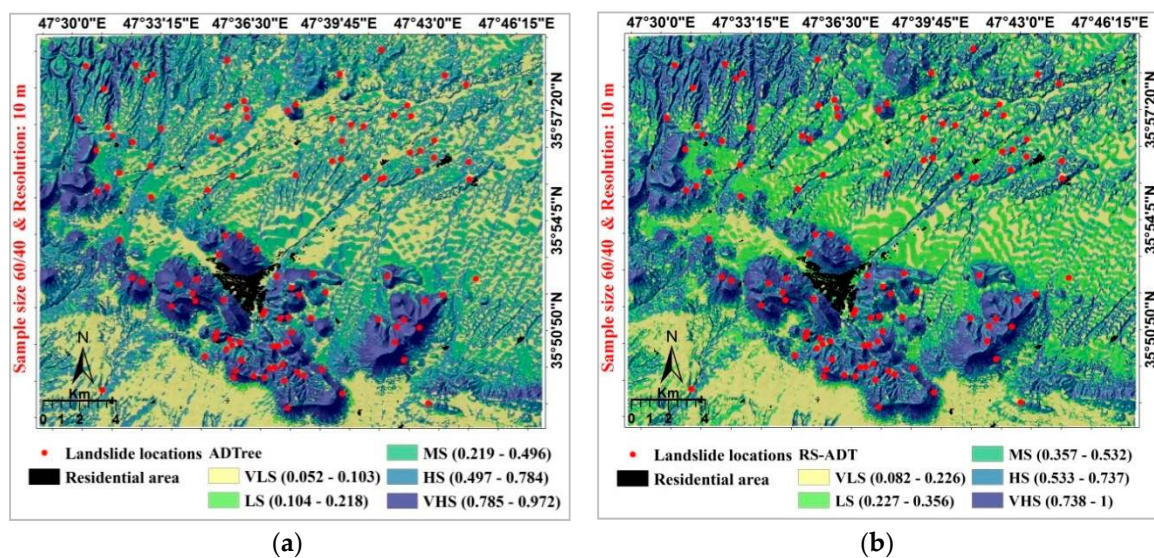 47°30'0"E 47°33'15"E 47°36'30"E 47°39'45"E 47°43'0"E 47°46'15"E
Sample size 60/40 & Resolution: 10 m
35°57'20"N
35°54'5"N
35°50'50"N
N
Km
0 1 2 4
Landslide locations ADTree
Residential area
VLS (0.052 - 0.103)
LS (0.104 - 0.218)
MS (0.219 - 0.496)
HS (0.497 - 0.784)
VHS (0.785 - 0.972)
(a)
47°30'0"E 47°33'15"E 47°36'30"E 47°39'45"E 47°43'0"E 47°46'15"E
Sample size 60/40 & Resolution: 10 m
35°57'20"N
35°54'5"N
35°50'50"N
N
Km
0 1 2 4
Landslide locations RS-ADT
Residential area
VLS (0.082 - 0.226)
LS (0.227 - 0.356)
MS (0.357 - 0.532)
HS (0.533 - 0.737)
VHS (0.738 - 1)
(b)